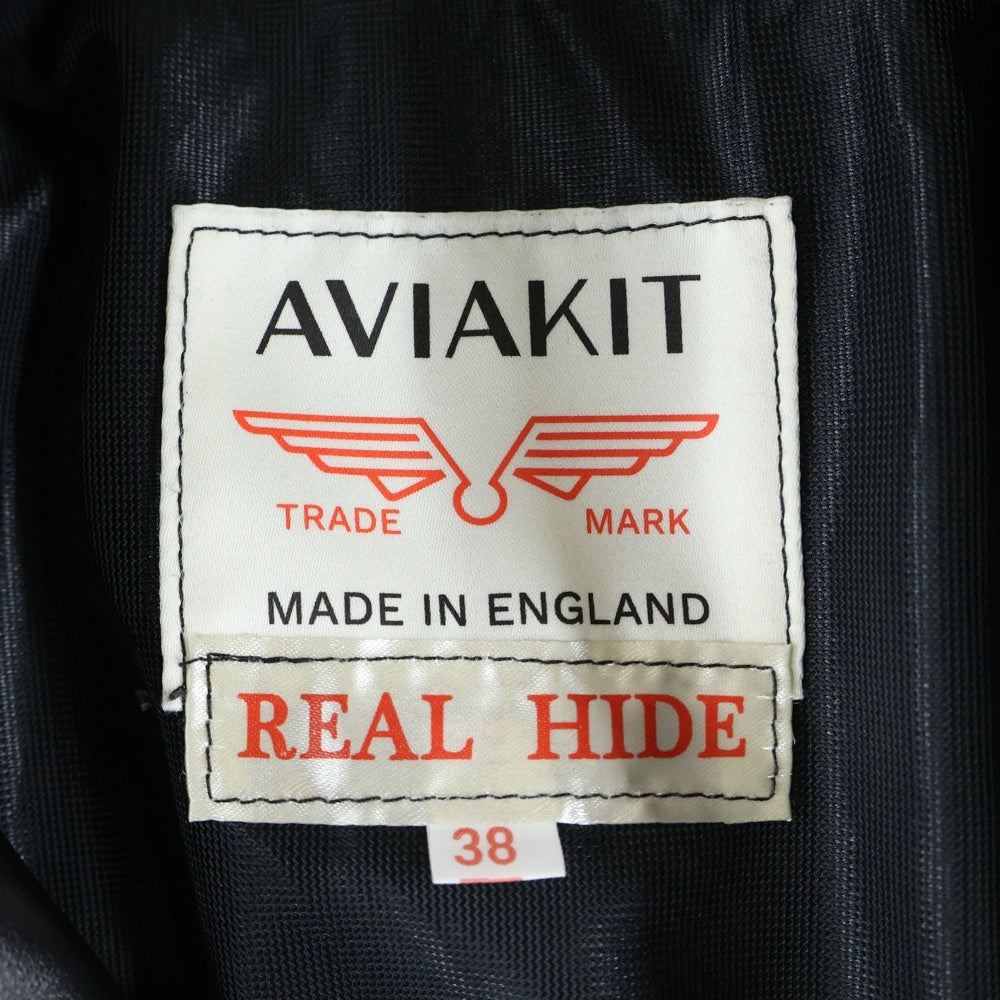 AVIAKIT
TRADE MARK
MADE IN ENGLAND
REAL HIDE
38